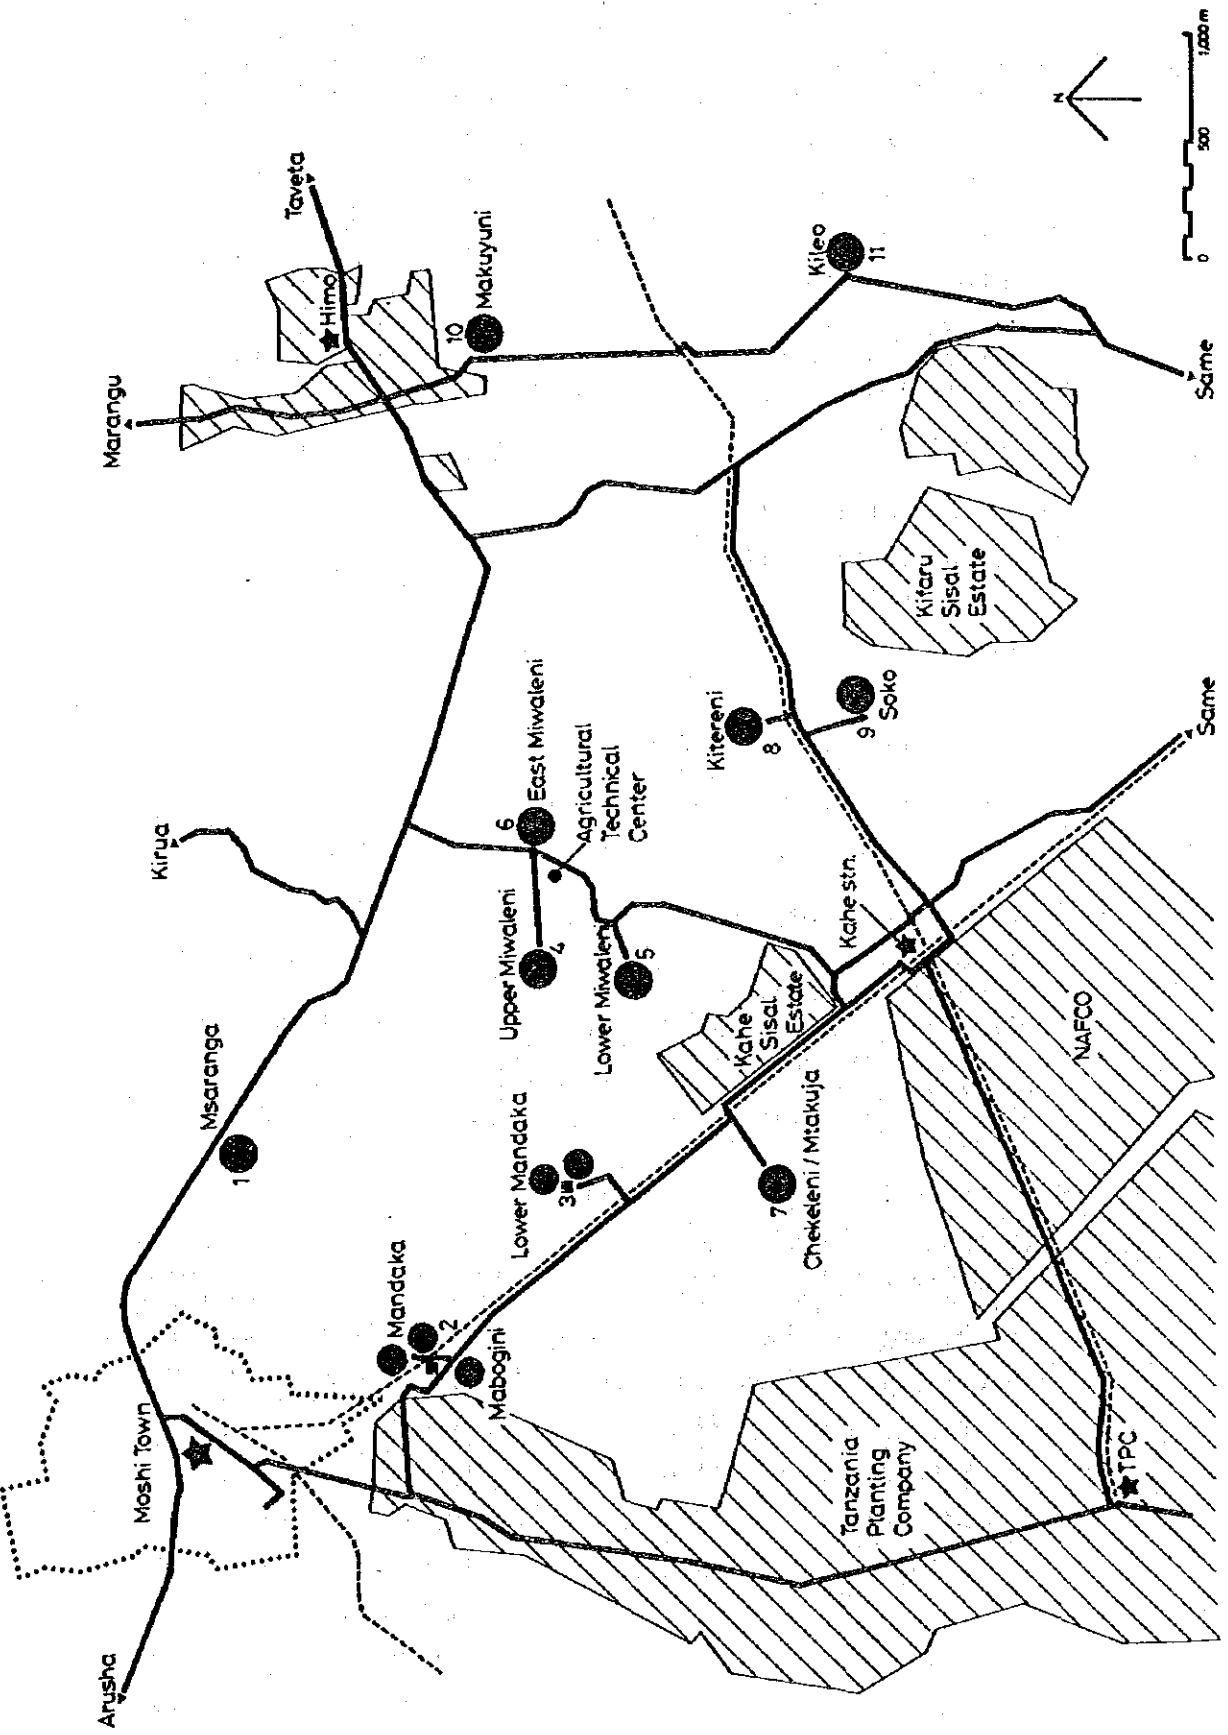 Arusha
Moshi Town
Msaranga
1
Kirua
Marangu
Taveta
Himo
10
Makuyuni
Mandaka
2
Mabogini
Lower Mandaka
3
Upper Miwaleni
4
Lower Miwaleni
5
6
East Miwaleni
Agricultural
Technical
Center
Kahe
Sisal
Estate
7
Chekeleni / Mtakuja
Kitereni
8
9
Soko
Kileo
11
Kahe stn.
Kifaru
Sisal
Estate
Tanzania
Planting
Company
TPC
NAFCO
Same
Same
N
0
500
1,000 m